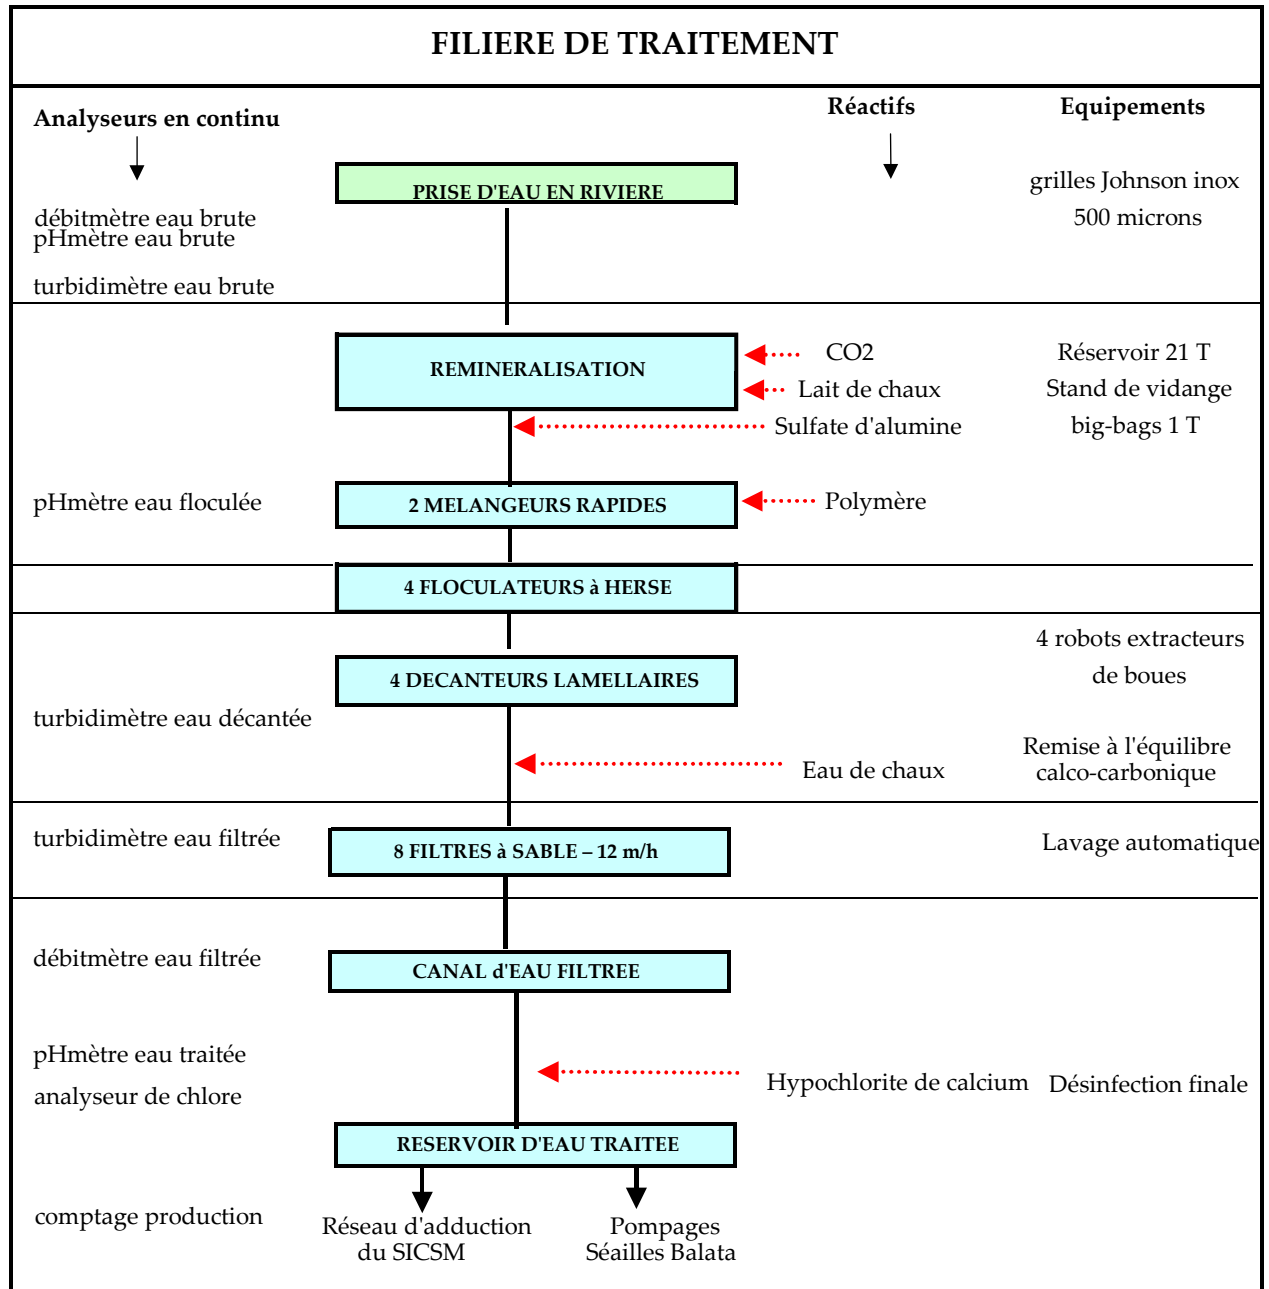 FILIERE DE TRAITEMENT
Analyseurs en continu
Réactifs
Equipements
PRISE D'EAU EN RIVIERE
grilles Johnson inox
500 microns
débitmètre eau brute
pHmètre eau brute
turbidimètre eau brute
REMINERALISATION
CO2
Réservoir 21 T
Lait de chaux
Stand de vidange
Sulfate d'alumine
big-bags 1 T
pHmètre eau floculée
2 MELANGEURS RAPIDES
Polymère
4 FLOCULATEURS à HERSE
4 robots extracteurs
de boues
4 DECANTEURS LAMELLAIRES
turbidimètre eau décantée
Eau de chaux
Remise à l'équilibre
calco-carbonique
turbidimètre eau filtrée
8 FILTRES à SABLE – 12 m/h
Lavage automatique
débitmètre eau filtrée
CANAL d'EAU FILTREE
pHmètre eau traitée
analyseur de chlore
Hypochlorite de calcium
Désinfection finale
RESERVOIR D'EAU TRAITEE
comptage production
Réseau d'adduction
du SICSM
Pompages
Séailles Balata